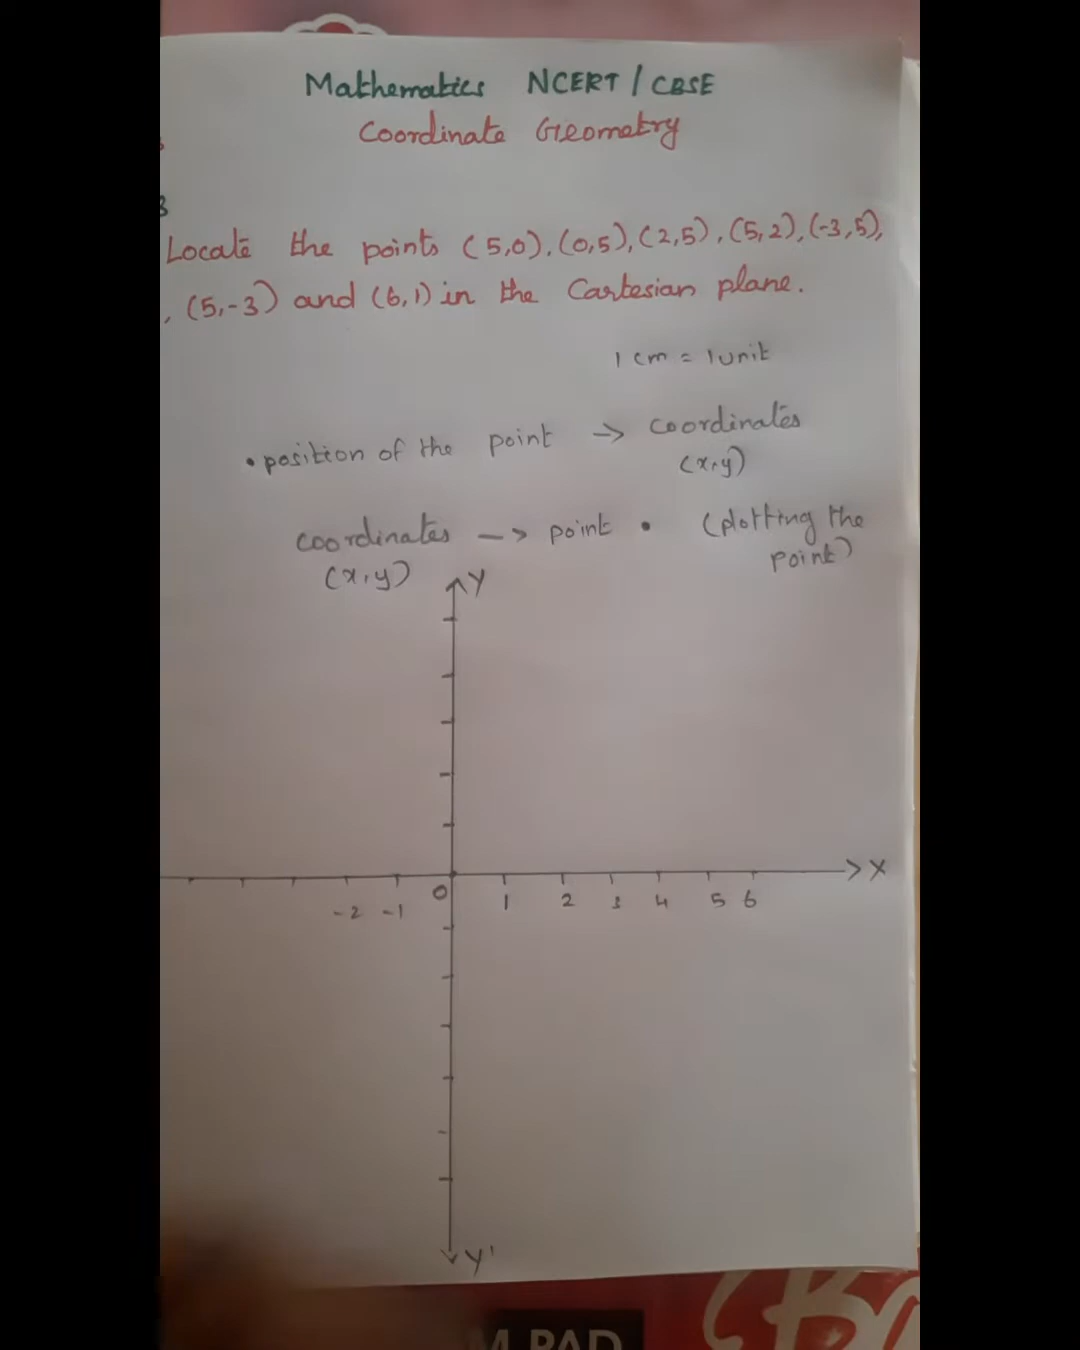 Mathematics NCERT / CBSE
Coordinate Geometry
3
Locate the points (5,0), (0,5), (2,5), (5,2), (-3,5),
, (5,-3) and (6,1) in the Cartesian plane.
1 cm = 1 unit
• position of the point -> coordinates
(x,y)
coordinates --> point • (plotting the
point)
(x,y)
Y
X
0
-2 -1 1 2 3 4 5 6
Y'
M PAD